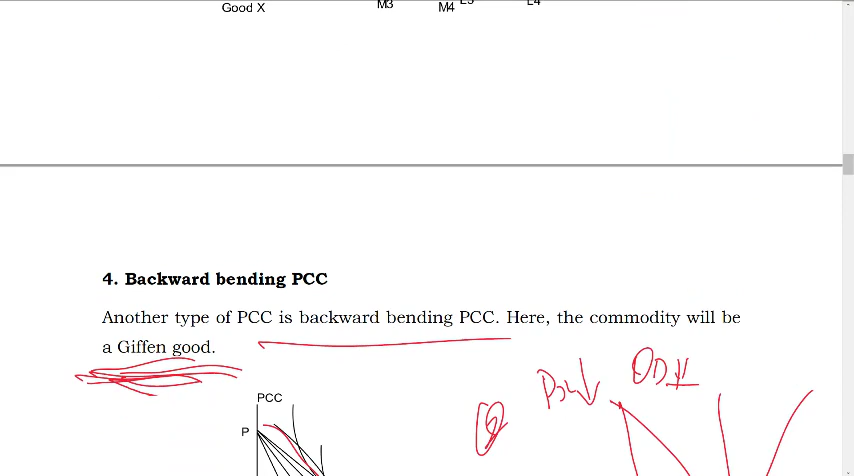 Good X
M3
M4
L4
4. Backward bending PCC
Another type of PCC is backward bending PCC. Here, the commodity will be
a Giffen good.
PCC
P